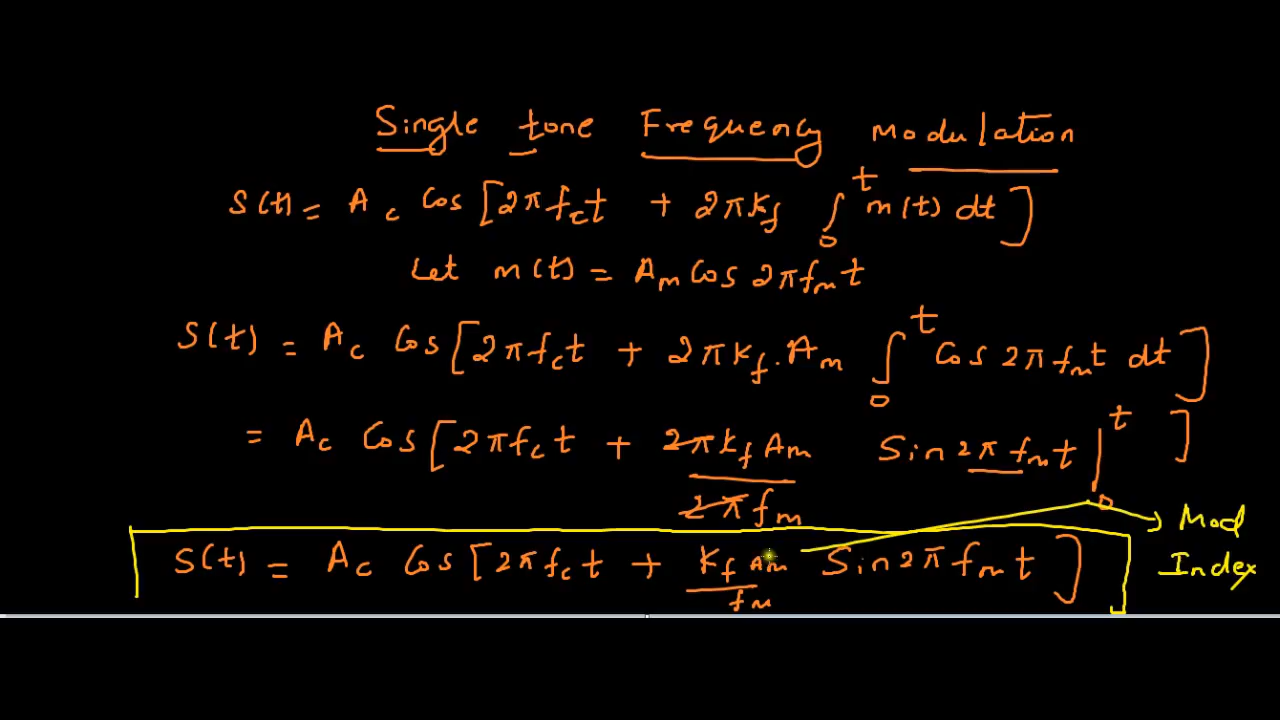 Single tone Frequency modulation
S(t) = Ac Cos [2πfct + 2πKf ∫₀ᵗ m(t) dt]
Let m(t) = Am Cos 2πfmt
S(t) = Ac Cos [2πfct + 2πKf . Am ∫₀ᵗ Cos 2πfmt dt]
= Ac Cos [2πfct + 2πKf Am / 2πfm Sin 2πfmt |₀ᵗ ]
S(t) = Ac Cos [2πfct + Kf Am / fm Sin 2πfmt ]
Mod
Index